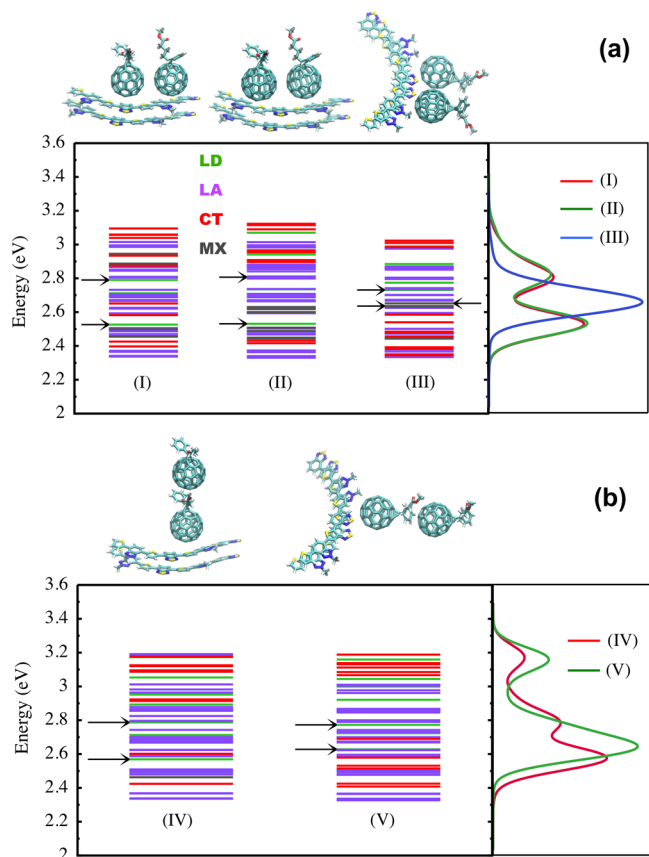 (a)
3.6
3.4
3.2
3
2.8
2.6
2.4
2.2
2
Energy (eV)
LD
LA
CT
MX
(I)
(II)
(III)
(I)
(II)
(III)
(b)
3.6
3.4
3.2
3
2.8
2.6
2.4
2.2
2
Energy (eV)
(IV)
(V)
(IV)
(V)